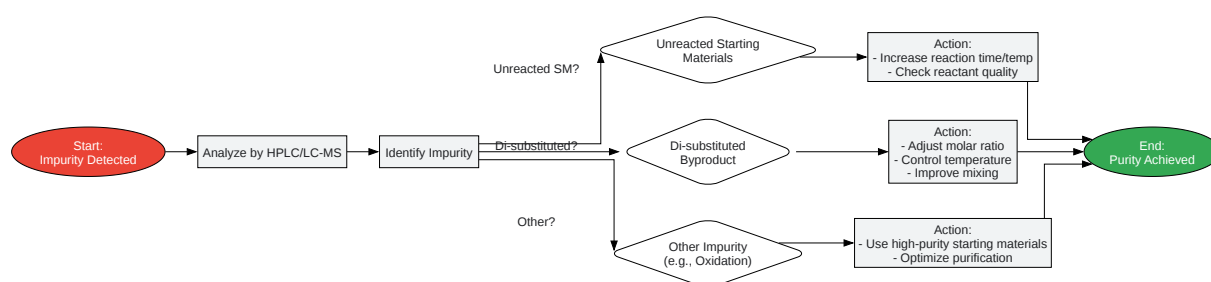 Start:
Impurity Detected
Analyze by HPLC/LC-MS
Identify Impurity
Unreacted SM?
Di-substituted?
Other?
Unreacted Starting
Materials
Di-substituted
Byproduct
Other Impurity
(e.g., Oxidation)
Action:
- Increase reaction time/temp
- Check reactant quality
Action:
- Adjust molar ratio
- Control temperature
- Improve mixing
Action:
- Use high-purity starting materials
- Optimize purification
End:
Purity Achieved